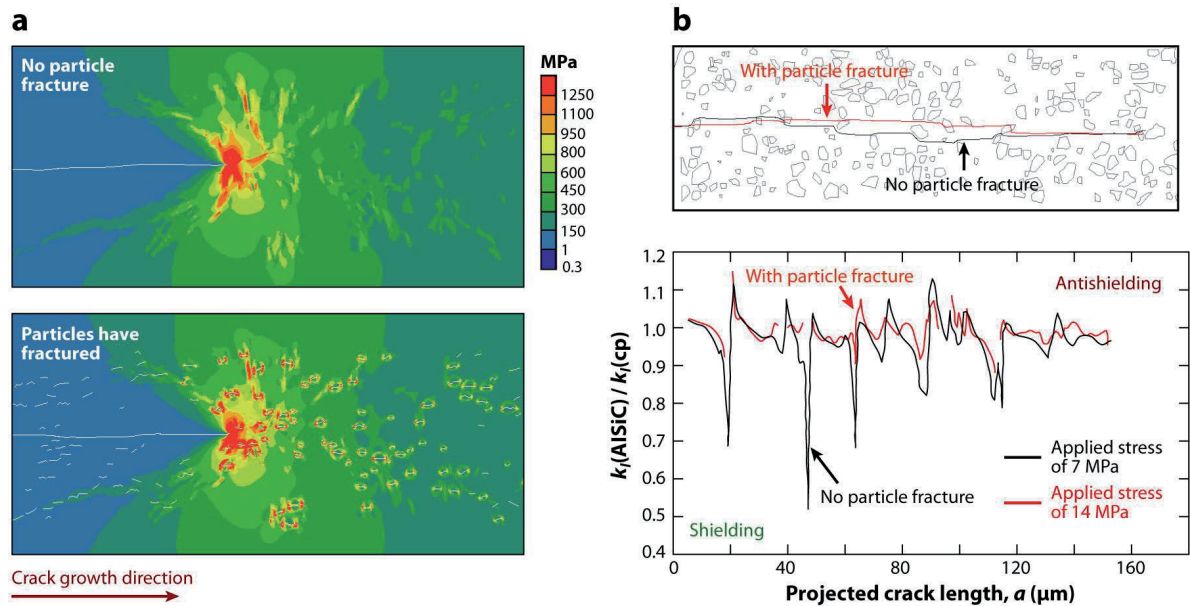 a
No particle
fracture
MPa
1250
1100
950
800
600
450
300
150
1
0.3
Particles have
fractured
Crack growth direction
b
With particle fracture
No particle fracture
1.2
1.1
1.0
0.9
0.8
0.7
0.6
0.5
0.4
k_I(AlSiC) / k_I(cp)
With particle fracture
Antishielding
No particle fracture
Applied stress
of 7 MPa
Applied stress
of 14 MPa
Shielding
0
40
80
120
160
Projected crack length, a (µm)